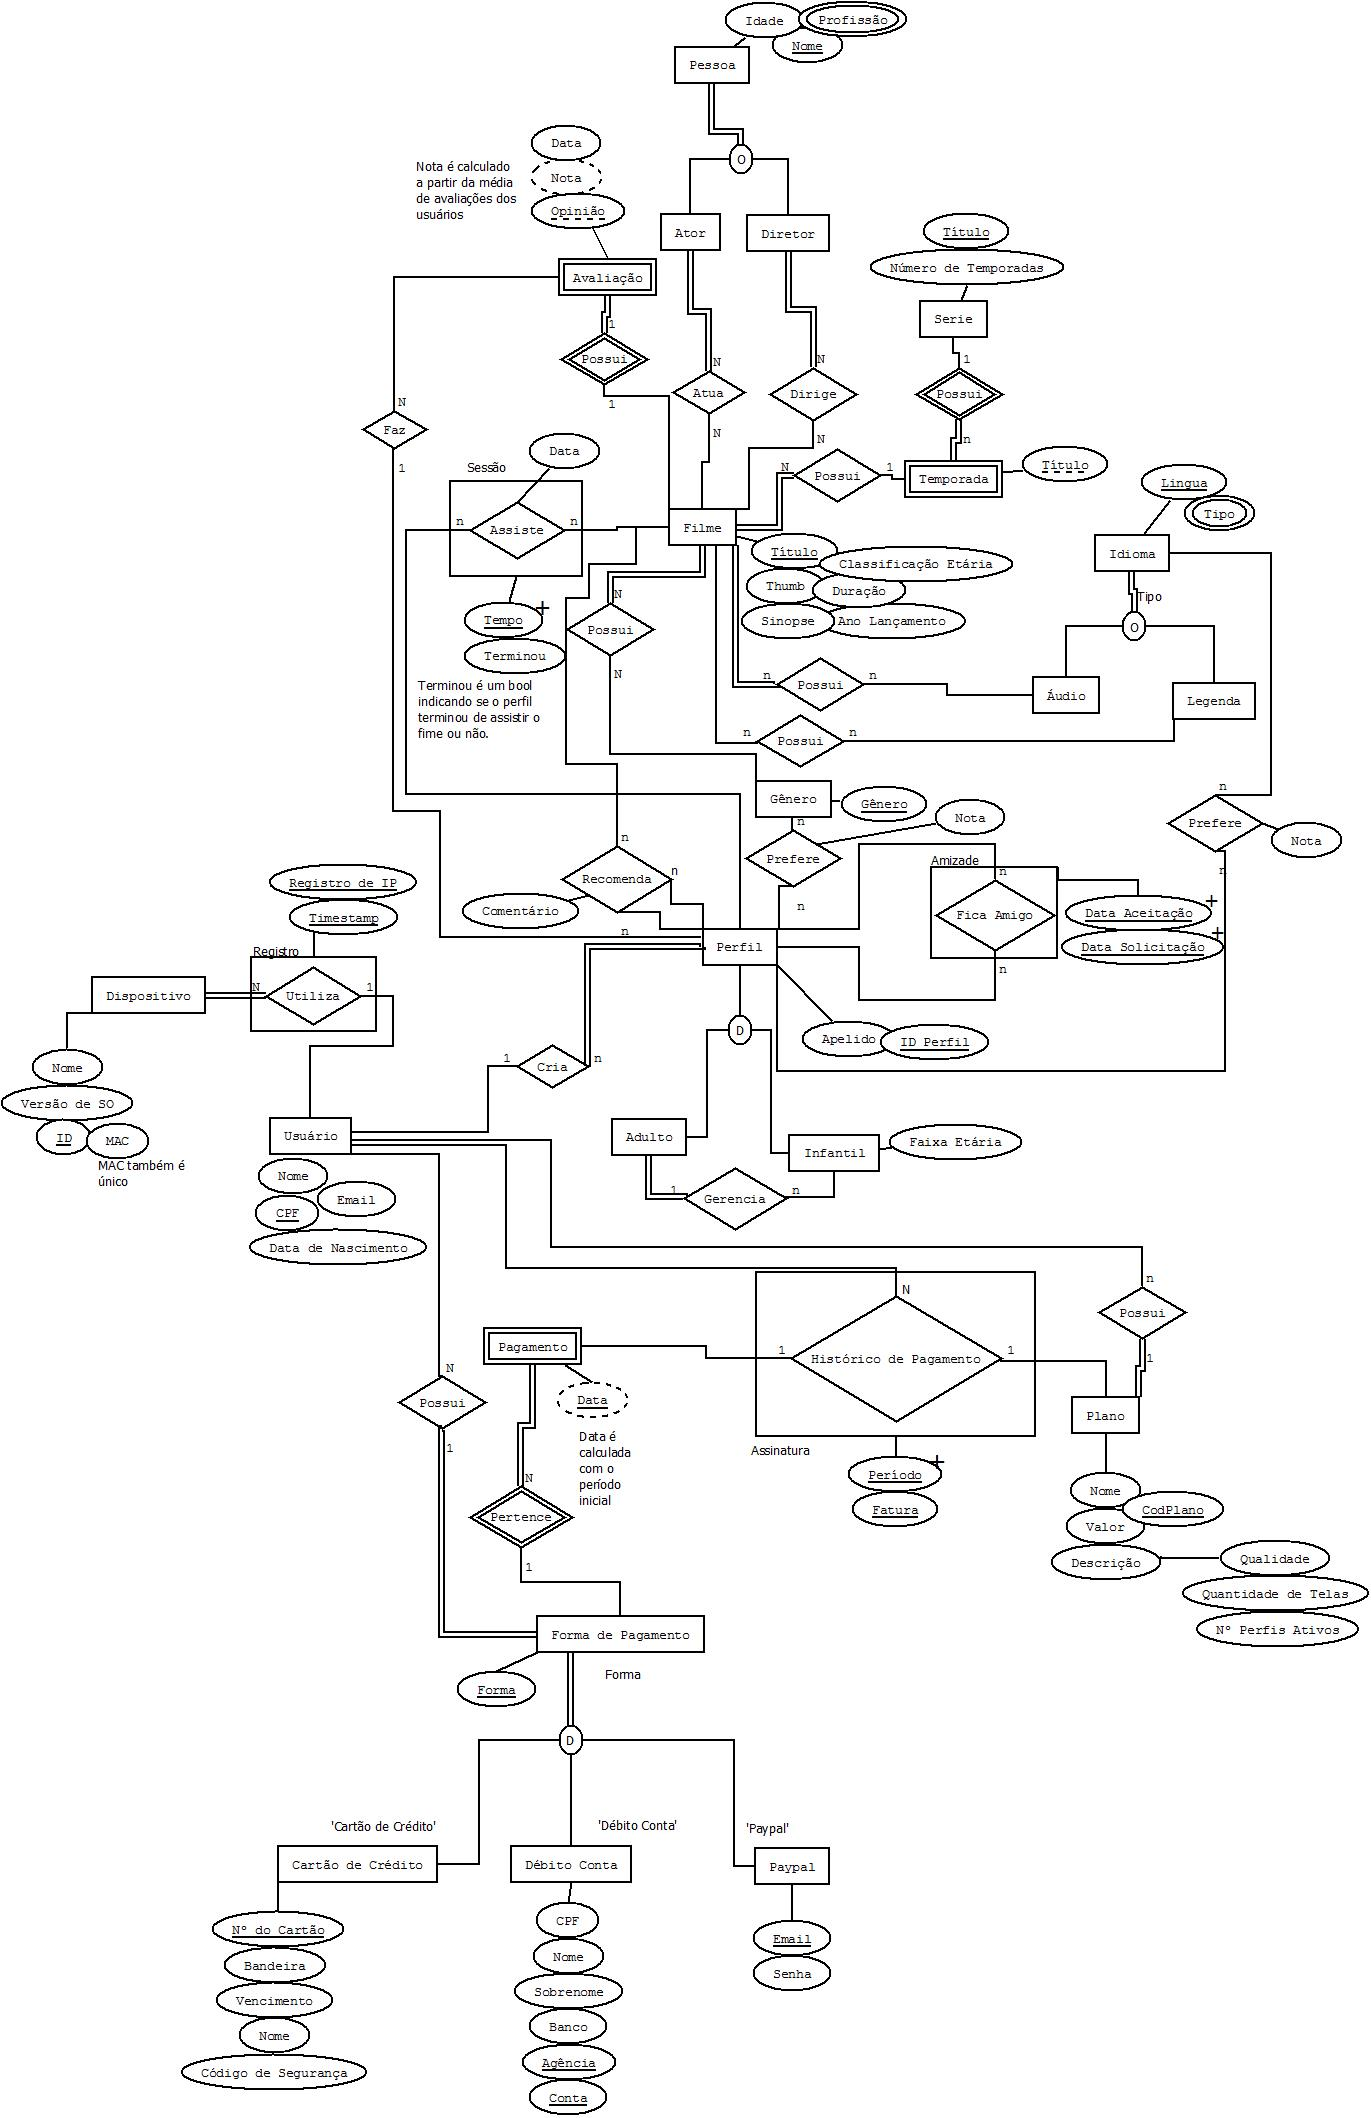 Idade
Profissão
Nome
Pessoa
O
Data
Nota é calculado
a partir da média
de avaliações dos
usuários
Nota
Opinião
Ator
Diretor
Título
Número de Temporadas
Avaliação
Serie
1
Possui
1
N
Atua
N
N
Dirige
N
1
Possui
n
N
Faz
1
Sessão
Data
n
Assiste
n
N
Possui
1
Temporada
Título
Lingua
Tipo
Filme
Idioma
Título
Classificação Etária
Thumb
Duração
Sinopse
Ano Lançamento
Tipo
O
Tempo
+
Terminou
Terminou é um bool
indicando se o perfil
terminou de assistir o
fime ou não.
N
Possui
N
n
Possui
n
Áudio
Legenda
n
Possui
n
Gênero
Gênero
n
Nota
Prefere
n
n
Prefere
Nota
n
n
Recomenda
n
n
Comentário
Amizade
n
Fica Amigo
n
Data Aceitação
+
Data Solicitação
+
Registro de IP
Timestamp
Registro
Perfil
Dispositivo
N
Utiliza
1
D
Apelido
ID Perfil
1
Cria
n
Nome
Versão de SO
ID
MAC
MAC também é
único
Usuário
Adulto
Infantil
Faixa Etária
1
Gerencia
n
Nome
Email
CPF
Data de Nascimento
n
Possui
1
N
1
Histórico de Pagamento
1
Pagamento
Data
Data é
calculada
com o
período
inicial
N
Possui
1
Plano
Assinatura
Período
+
Fatura
Nome
CodPlano
Valor
Descrição
Qualidade
Quantidade de Telas
Nº Perfis Ativos
N
Pertence
1
Forma de Pagamento
Forma
Forma
D
'Cartão de Crédito'
'Débito Conta'
'Paypal'
Cartão de Crédito
Débito Conta
Paypal
Nº do Cartão
Bandeira
Vencimento
Nome
Código de Segurança
CPF
Nome
Sobrenome
Banco
Agência
Conta
Email
Senha